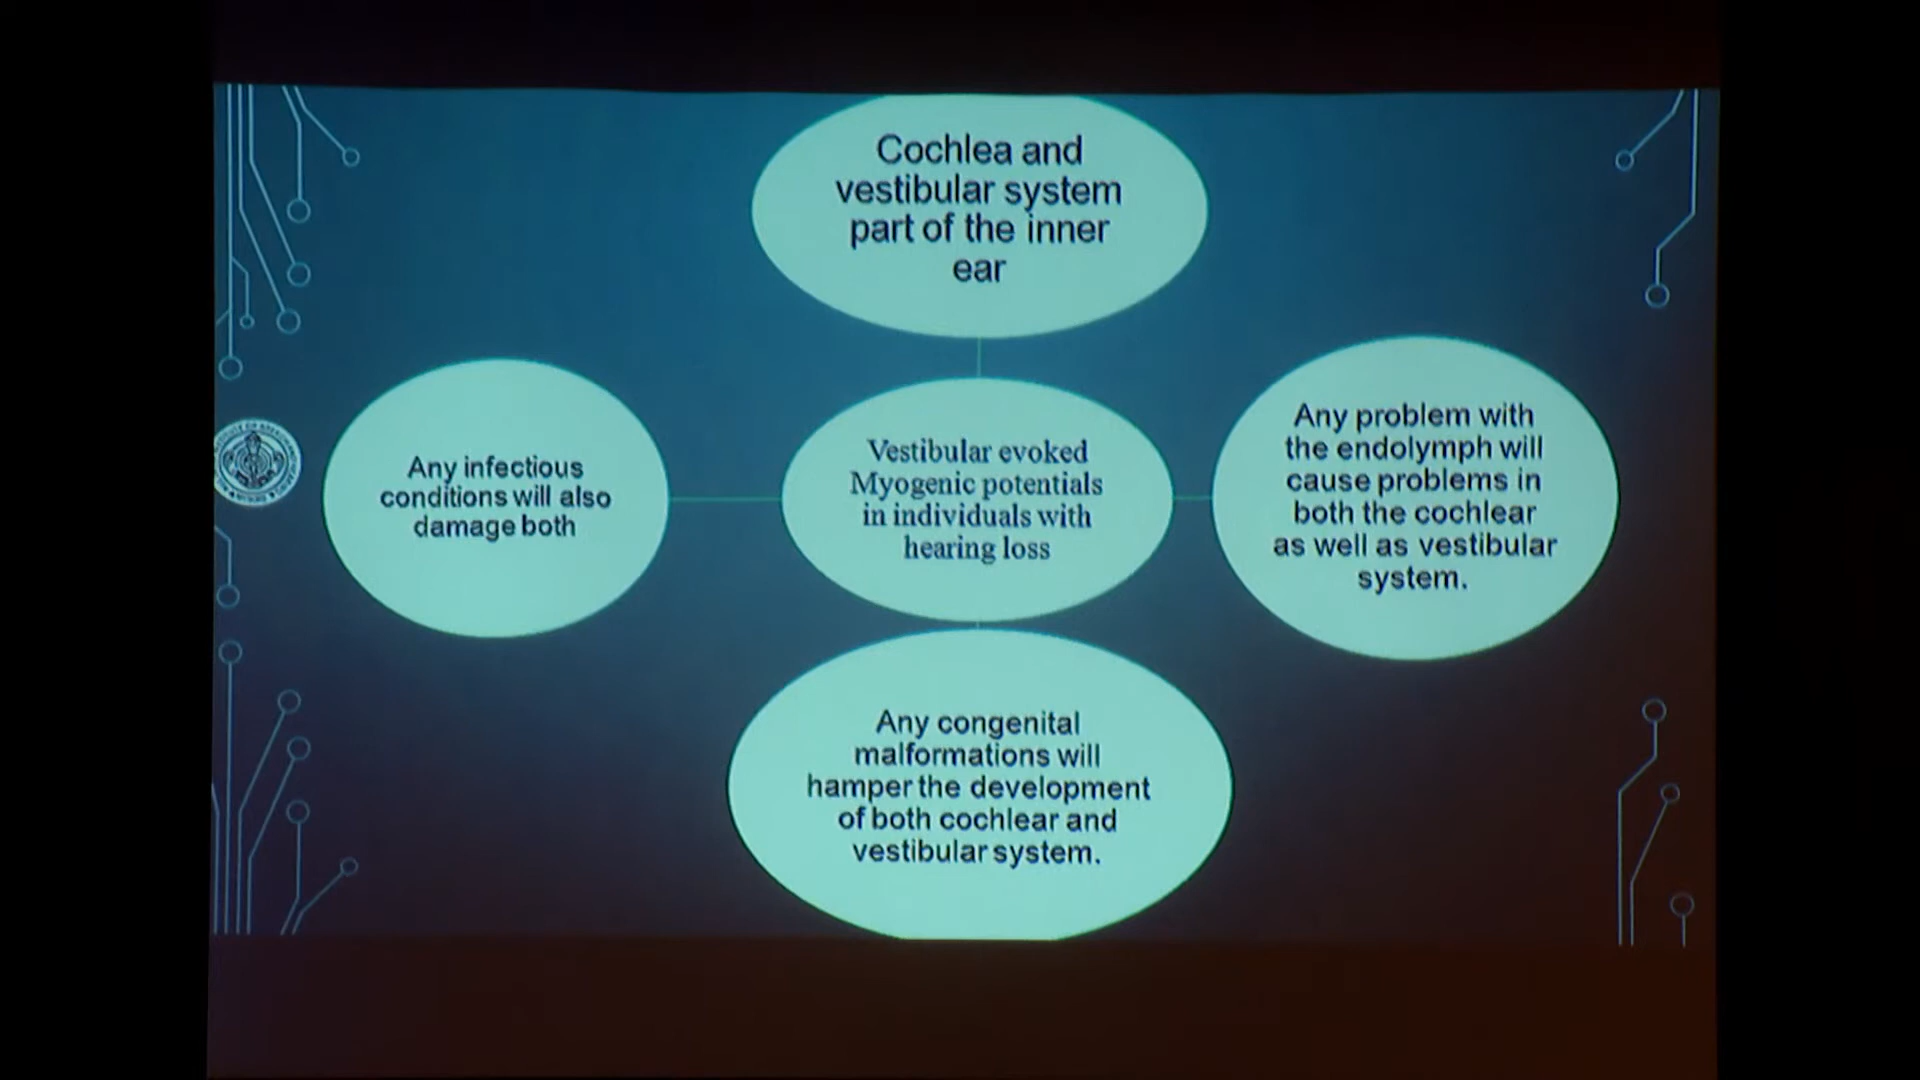 Cochlea and
vestibular system
part of the inner
ear
Any infectious
conditions will also
damage both
Vestibular evoked
Myogenic potentials
in individuals with
hearing loss
Any problem with
the endolymph will
cause problems in
both the cochlear
as well as vestibular
system.
Any congenital
malformations will
hamper the development
of both cochlear and
vestibular system.